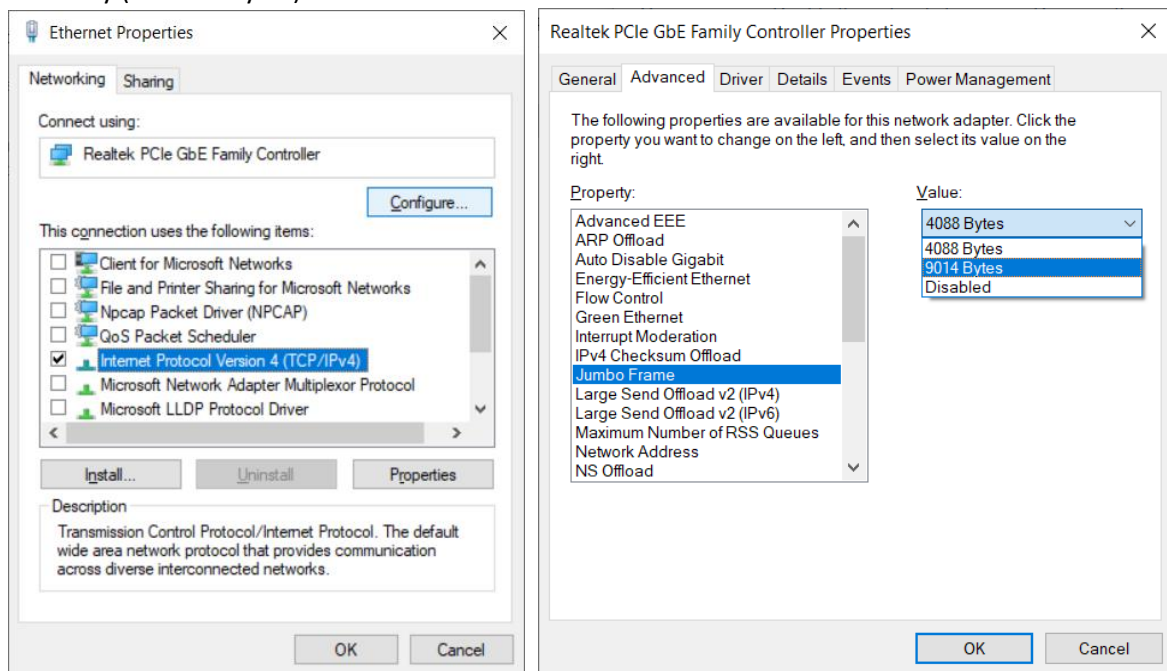 Ethernet Properties
Networking Sharing
Connect using:
Realtek PCIe GbE Family Controller
Configure...
This connection uses the following items:
Client for Microsoft Networks
File and Printer Sharing for Microsoft Networks
Npcap Packet Driver (NPCAP)
QoS Packet Scheduler
Internet Protocol Version 4 (TCP/IPv4)
Microsoft Network Adapter Multiplexor Protocol
Microsoft LLDP Protocol Driver
Install... Uninstall Properties
Description
Transmission Control Protocol/Internet Protocol. The default
wide area network protocol that provides communication
across diverse interconnected networks.
OK Cancel
Realtek PCIe GbE Family Controller Properties
General Advanced Driver Details Events Power Management
The following properties are available for this network adapter. Click the
property you want to change on the left, and then select its value on the
right.
Property:
Advanced EEE
ARP Offload
Auto Disable Gigabit
Energy-Efficient Ethernet
Flow Control
Green Ethernet
Interrupt Moderation
IPv4 Checksum Offload
Jumbo Frame
Large Send Offload v2 (IPv4)
Large Send Offload v2 (IPv6)
Maximum Number of RSS Queues
Network Address
NS Offload
Value:
4088 Bytes
4088 Bytes
9014 Bytes
Disabled
OK Cancel